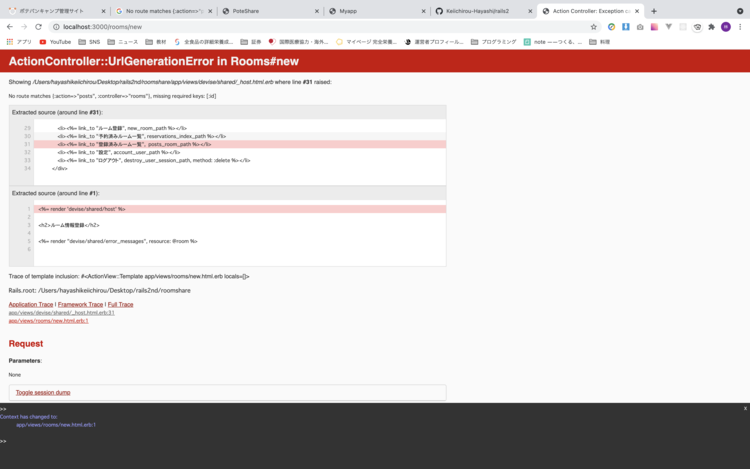 ポテパンキャンプ管理サイト
No route matches {:action=>"s
PoteShare
Myapp
Keiichirou-Hayashi/rails2
Action Controller: Exception ca
localhost:3000/rooms/new
アプリ YouTube SNS ニュース 教材 全食品の詳細栄養成... 国際医療協力・海外... マイページ 完全栄養... 運営者プロフィール... プログラミング note ――つくる、... 料理
ActionController::UrlGenerationError in Rooms#new
Showing /Users/hayashikeiichirou/Desktop/rails2nd/roomshare/app/views/devise/shared/_host.html.erb where line #31 raised:
No route matches {:action=>"posts", :controller=>"rooms"}, missing required keys: [:id]
Extracted source (around line #31):
29 <li><%= link_to "ルーム登録", new_room_path %></li>
30 <li><%= link_to "予約済みルーム一覧", reservations_index_path %></li>
31 <li><%= link_to "登録済みルーム一覧", posts_room_path %></li>
32 <li><%= link_to "設定", account_user_path %></li>
33 <li><%= link_to "ログアウト", destroy_user_session_path, method: :delete %></li>
34 </div>
Extracted source (around line #1):
1 <%= render "devise/shared/host" %>
2
3 <h2>ルーム情報登録</h2>
4
5 <%= render "devise/shared/error_messages", resource: @room %>
6
Trace of template inclusion: #<ActionView::Template app/views/rooms/new.html.erb locals=[]>
Rails.root: /Users/hayashikeiichirou/Desktop/rails2nd/roomshare
Application Trace | Framework Trace | Full Trace
app/views/devise/shared/_host.html.erb:31
app/views/rooms/new.html.erb:1
Request
Parameters:
None
Toggle session dump
>> x
Context has changed to:
app/views/rooms/new.html.erb:1
>>